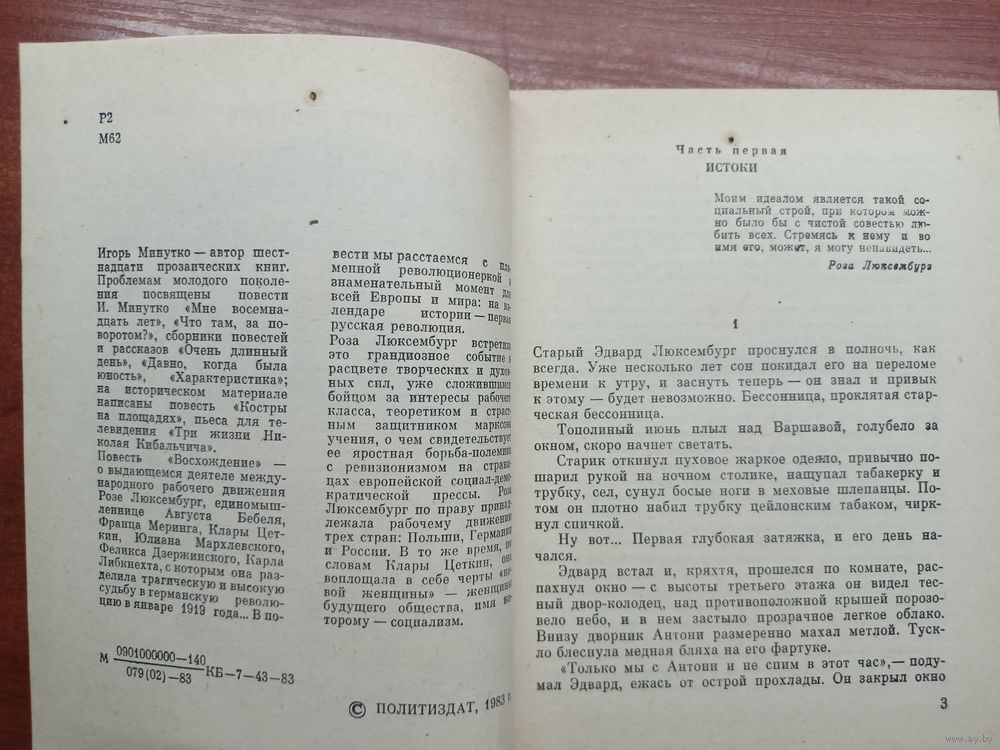 Р2
М62
Игорь Минутко — автор шест-
надцати прозаических книг.
Проблемам молодого поколе-
ния посвящены повести
И. Минутко «Мне восемна-
дцать лет», «Что там, за по-
воротом?», сборники повестей
и рассказов «Очень длинный
день», «Давно, когда была
юность», «Характеристика»;
на историческом материале
написаны повесть «Костры
на площадях», пьеса для те-
левидения «Три жизни Ни-
колая Кибальчича».
Повесть «Восхождение» —
о выдающемся деятеле между-
народного рабочего движения
Розе Люксембург, единомыш-
леннице Августа Бебеля,
Франца Меринга, Клары Цет-
кин, Юлиана Мархлевского,
Феликса Дзержинского, Карла
Либкнехта, с которым она раз-
делила трагическую и высокую
судьбу в германскую револю-
цию в январе 1919 года... В по-
вести мы расстаемся с пла-
менной революционеркой в
знаменательный момент для
всей Европы и мира: на ка-
лендаре истории — первая
русская революция.
Роза Люксембург встретила
это грандиозное событие в
расцвете творческих и духов-
ных сил, уже сложившимся
бойцом за интересы рабочего
класса, теоретиком и страст-
ным защитником марксова
учения, о чем свидетельствует
ее яростная борьба-полемика
с ревизионизмом на страни-
цах европейской социал-демо-
кратической прессы. Роза
Люксембург по праву принад-
лежала рабочему движению
трех стран: Польши, Германии
и России. В то же время, по
словам Клары Цеткин, она
воплощала в себе черты «но-
вой женщины» — женщины
будущего общества, имя ко-
торому — социализм.
М 0901000000—140
079(02)—83 КБ—7—43—83
© ПОЛИТИЗДАТ, 1983 г.
Часть первая
ИСТОКИ
Моим идеалом является такой со-
циальный строй, при котором мож-
но было бы с чистой совестью лю-
бить всех. Стремясь к нему и во
имя его, может, я могу ненавидеть...
Роза Люксембург
1
Старый Эдвард Люксембург проснулся в полночь, как
всегда. Уже несколько лет сон покидал его на переломе
времени к утру, и заснуть теперь — он знал и привык
к этому — будет невозможно. Бессонница, проклятая стар-
ческая бессонница.
Тополиный июнь плыл над Варшавой, голубело за
окном, скоро начнет светать.
Старик откинул пуховое жаркое одеяло, привычно по-
шарил рукой на ночном столике, нащупал табакерку и
трубку, сел, сунул босые ноги в меховые шлепанцы. По-
том он плотно набил трубку цейлонским табаком, чирк-
нул спичкой.
Ну вот... Первая глубокая затяжка, и его день на-
чался.
Эдвард встал и, кряхтя, прошелся по комнате, рас-
пахнул окно — с высоты третьего этажа он видел тес-
ный двор-колодец, над противоположной крышей порозо-
вело небо, и в нем застыло прозрачное легкое облако.
Внизу дворник Антони размеренно махал метлой. Туск-
ло блеснула медная бляха на его фартуке.
«Только мы с Антони и не спим в этот час»,— поду-
мал Эдвард, ежась от острой прохлады. Он закрыл окно
3
www.ay.by